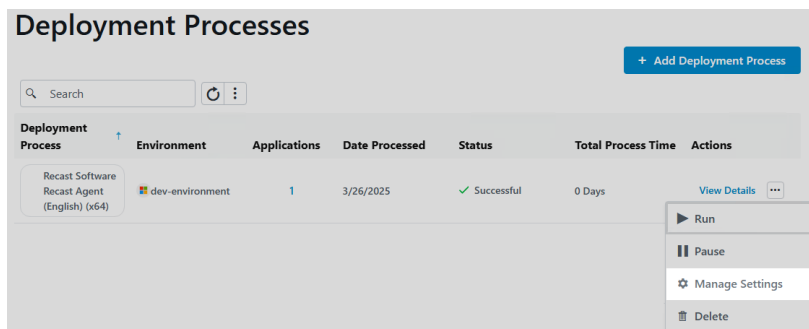 Deployment Processes
+ Add Deployment Process
Search
Deployment Process
Environment
Applications
Date Processed
Status
Total Process Time
Actions
Recast Software
Recast Agent
(English) (x64)
dev-environment
1
3/26/2025
Successful
0 Days
View Details
Run
Pause
Manage Settings
Delete